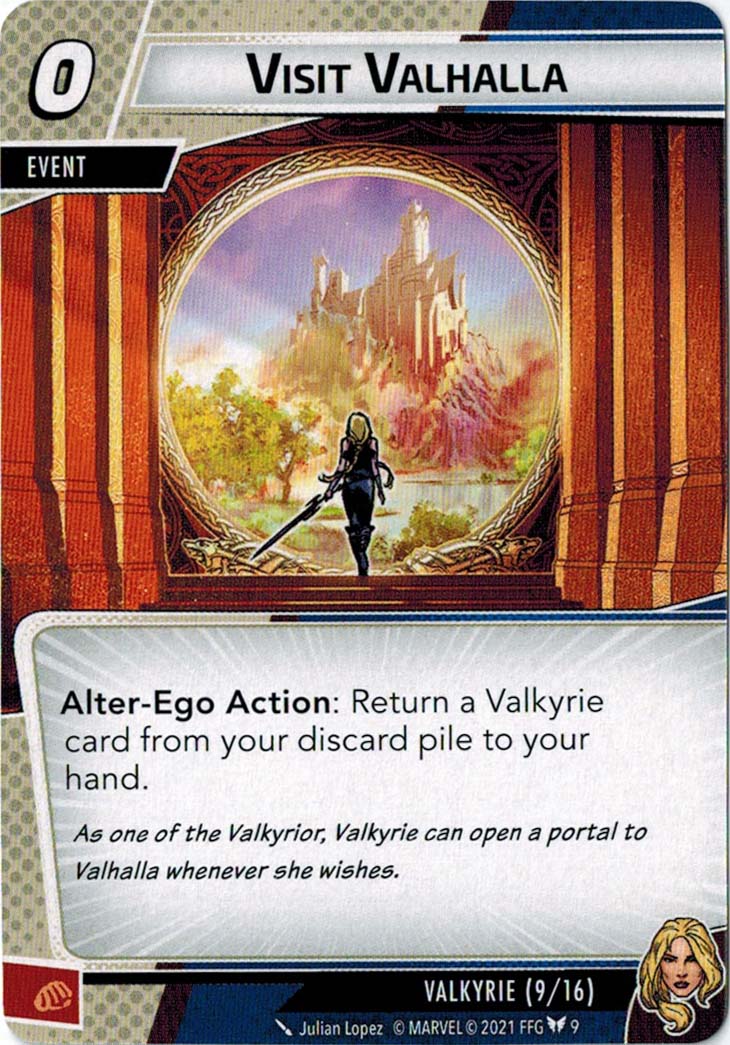 0
VISIT VALHALLA
EVENT
Alter-Ego Action: Return a Valkyrie
card from your discard pile to your
hand.
As one of the Valkyrior, Valkyrie can open a portal to
Valhalla whenever she wishes.
VALKYRIE (9/16)
Julian Lopez © MARVEL © 2021 FFG 9